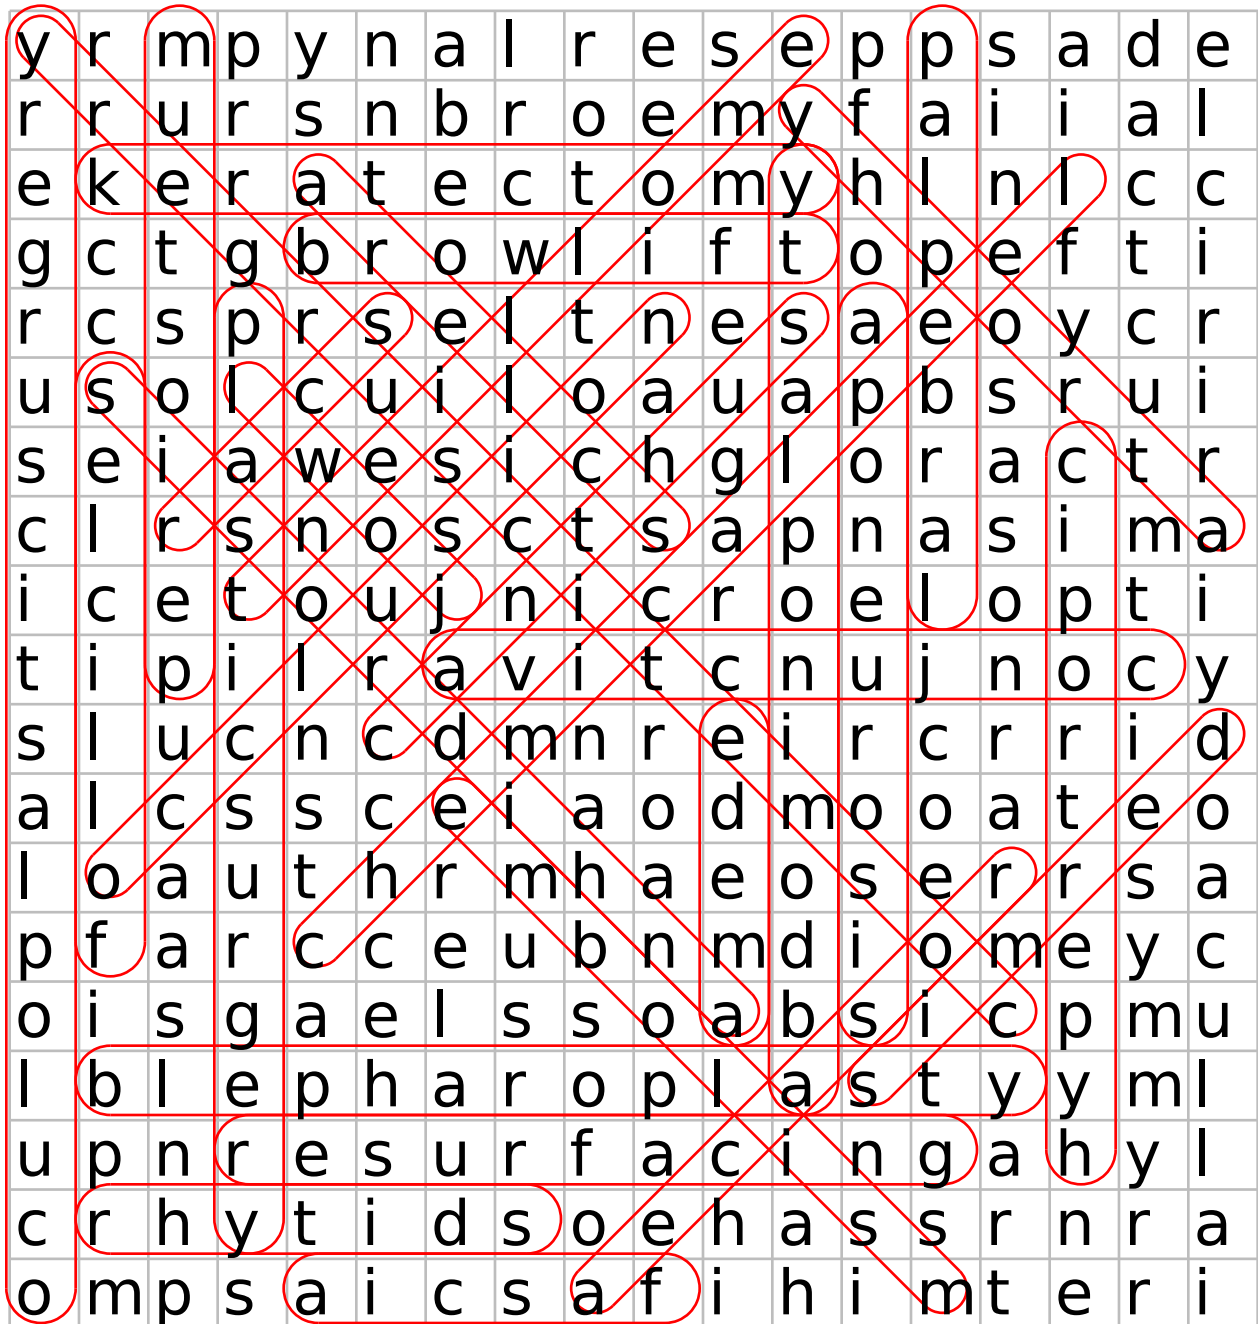 y r m p y n a l r e s e p p s a d e
r r u r s n b r o e m y f a i i a l
e k e r a t e c t o m y h l n l c c
g c t g b r o w l i f t o p e f t i
r c s p r s e l t n e s a e o y c r
u s o l c u i l o a u a p b s r u i
s e i a w e s i c h g l o r a c t r
c l r s n o s c t s a p n a s i m a
i c e t o u j n i c r o e l o p t i
t i p i l r a v i t c n u j n o c y
s l u c n c d m n r e i r c r r i d
a l c s s c e i a o d m o o a t e o
l o a u t h r m h a e o s e r r s a
p f a r c c e u b n m d i o m e y c
o i s g a e l s s o a b s i c p m u
l b l e p h a r o p l a s t y y m l
u p n r e s u r f a c i n g a h y l
c r h y t i d s o e h a s s r n r a
o m p s a i c s a f i h i m t e r i